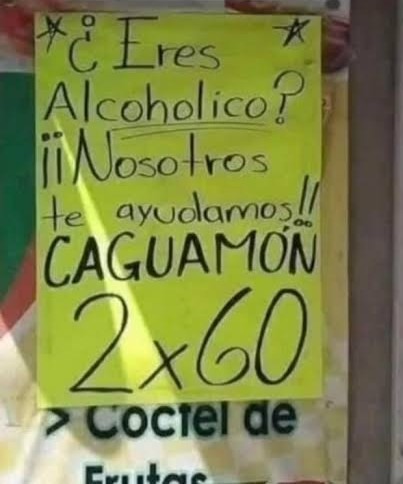 ¿Eres
Alcoholico?
¡¡Nosotros
te ayudamos!!
CAGUAMÓN
2x60
> Coctel de
Frutas